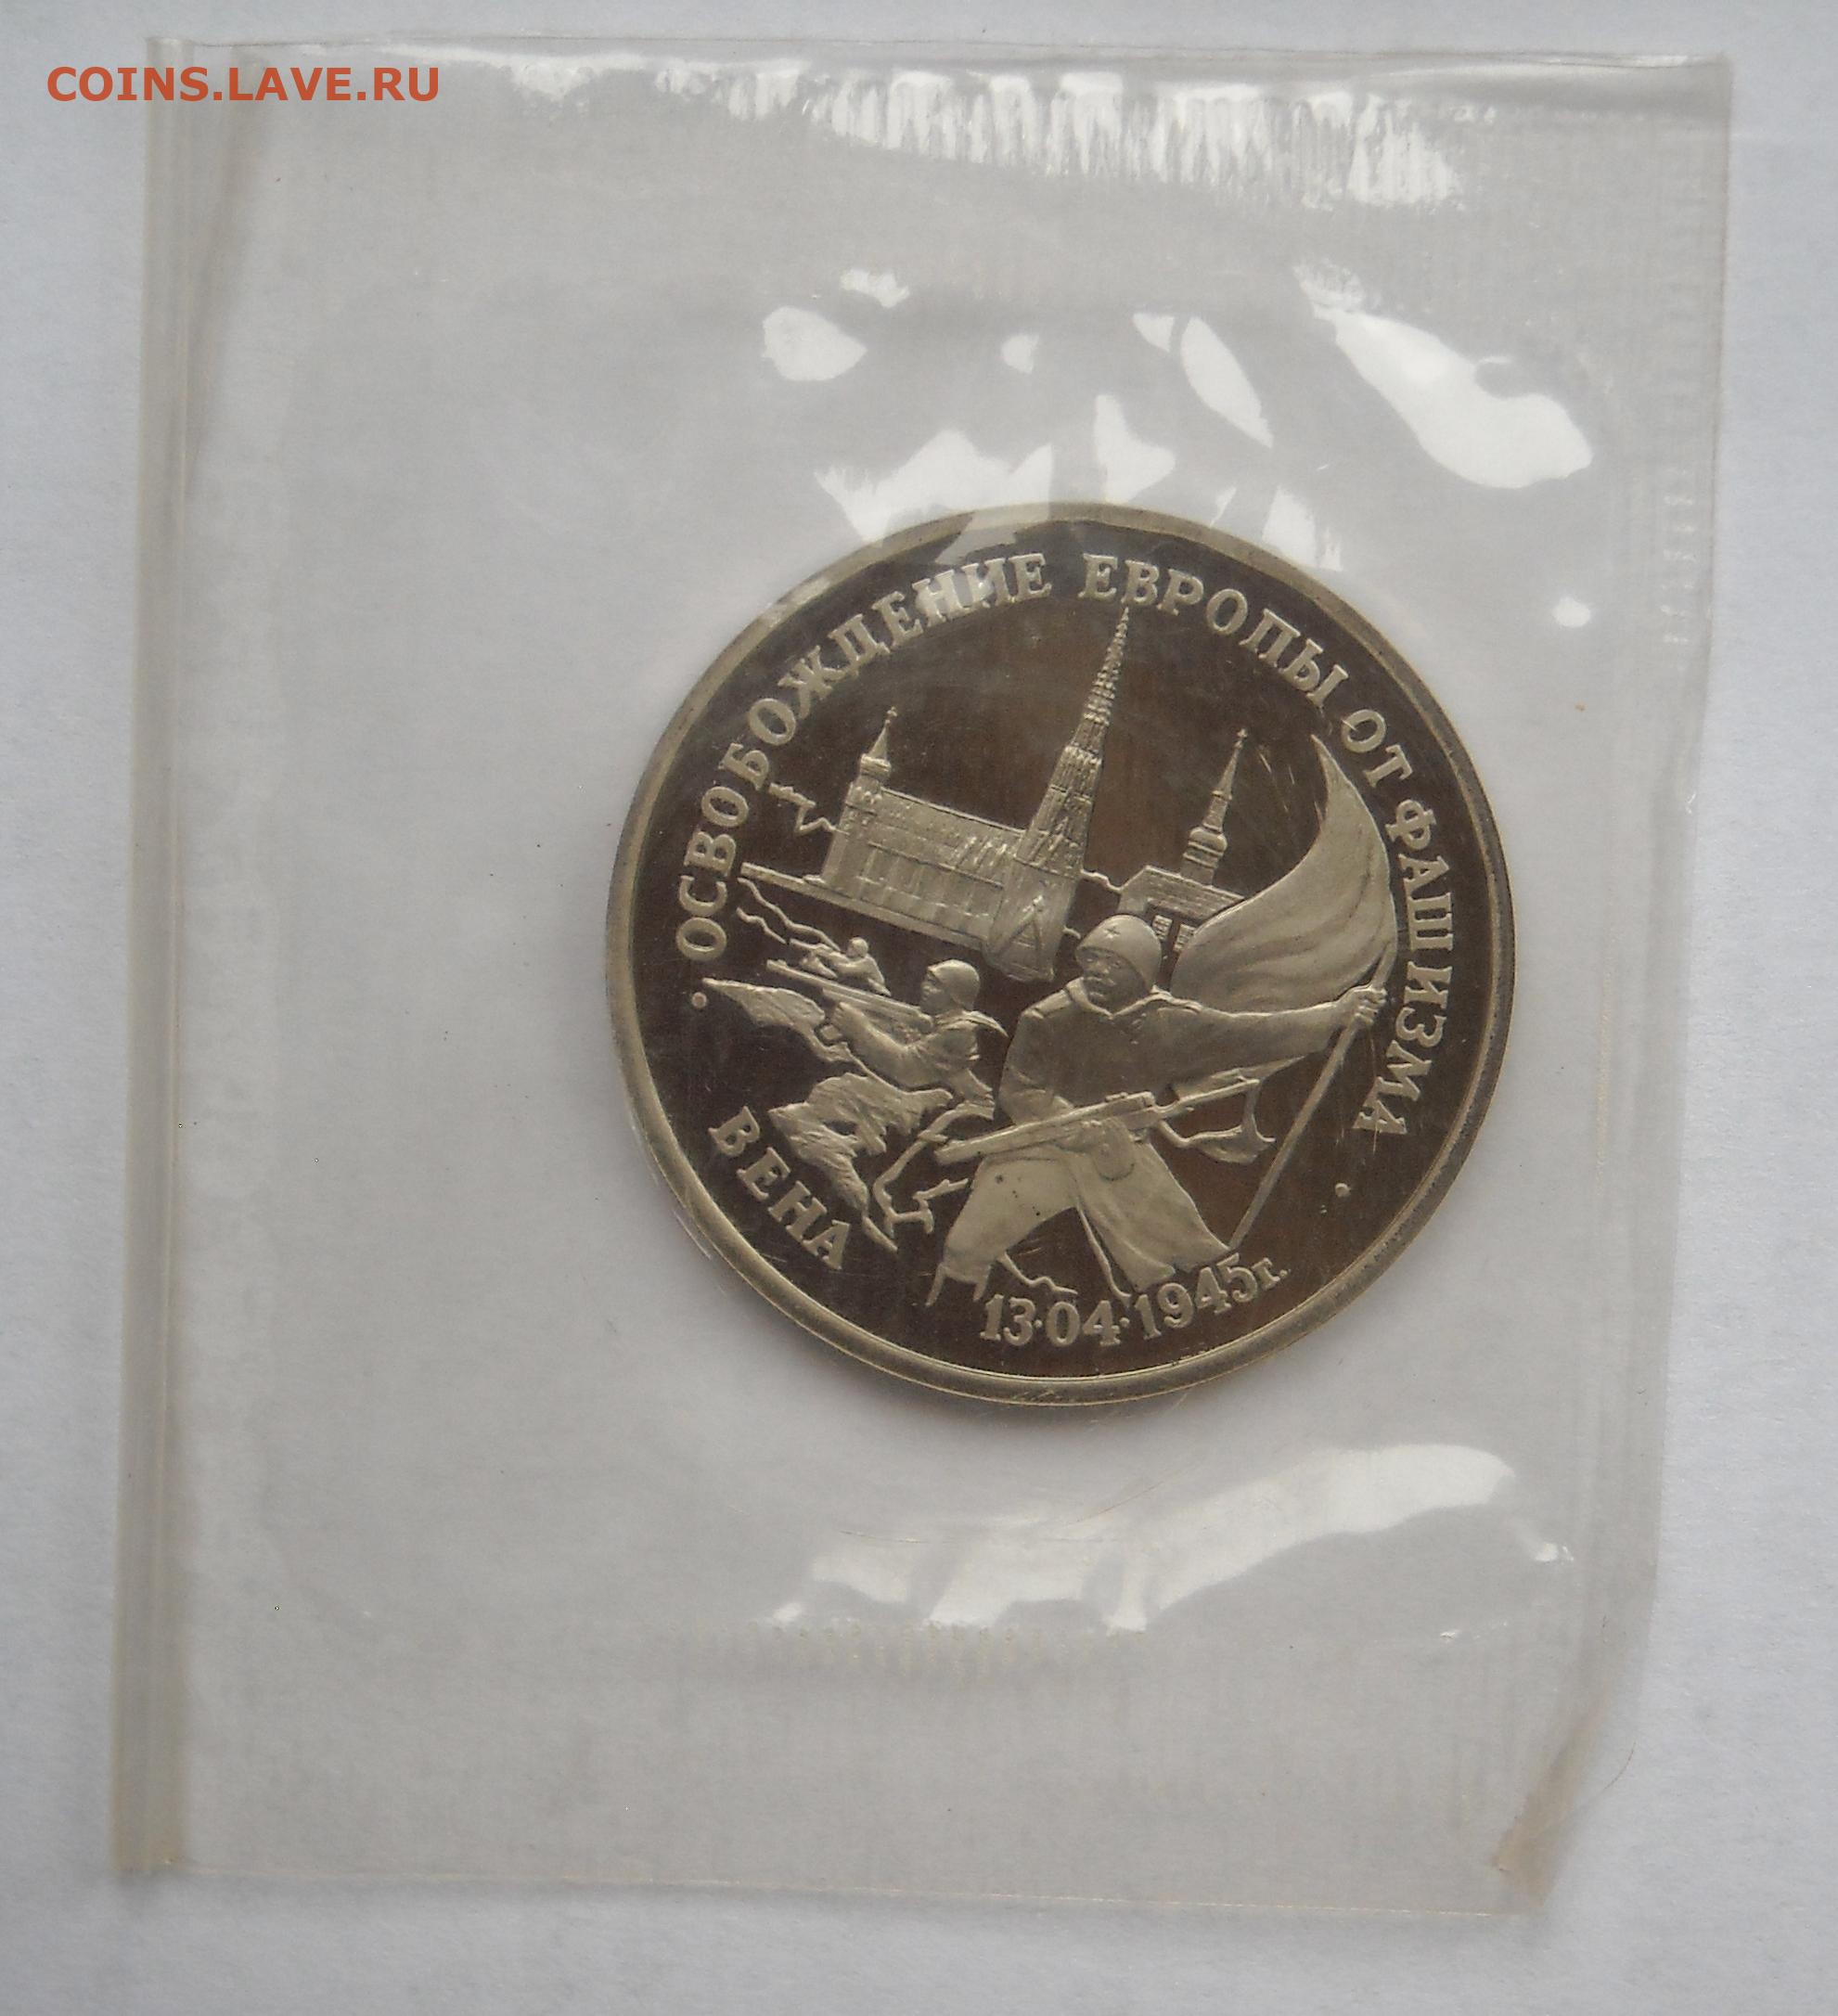 COINS.LAVE.RU
· ОСВОБОЖДЕНИЕ ЕВРОПЫ ОТ ФАШИЗМА ·
ВЕНА
13·04·1945г.